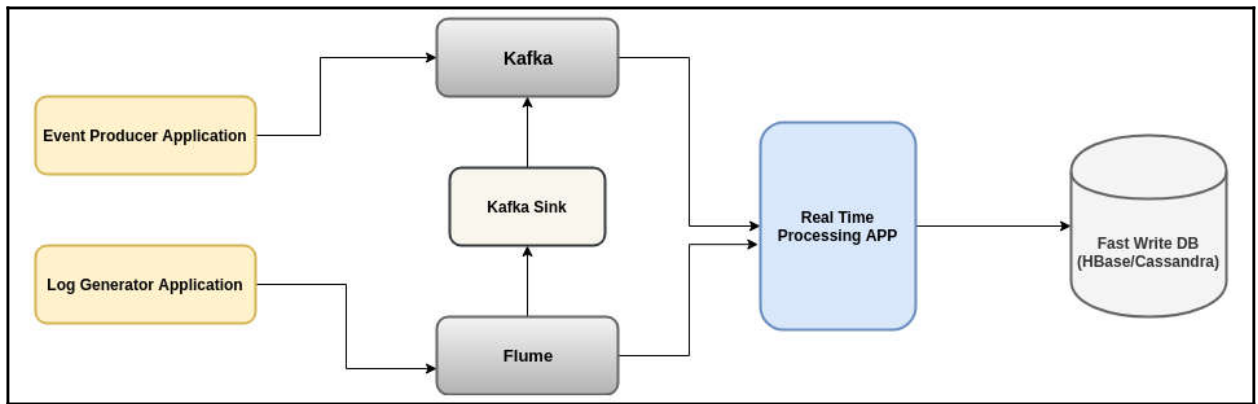 Kafka
Event Producer Application
Kafka Sink
Real Time
Processing APP
Fast Write DB
(HBase/Cassandra)
Log Generator Application
Flume